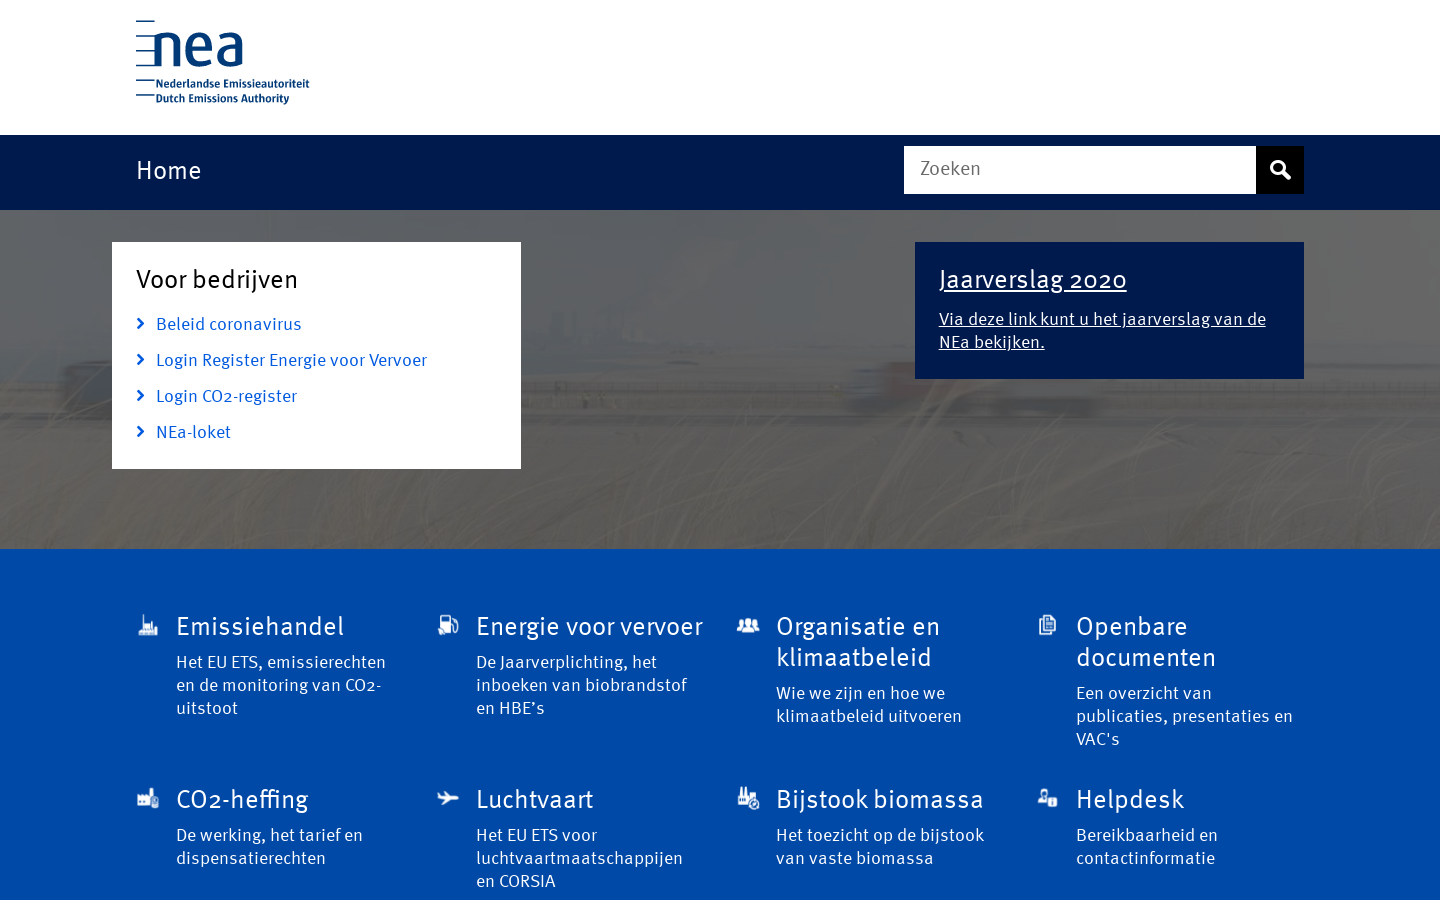 nea
Nederlandse Emissieautoriteit
Dutch Emissions Authority
Home
Zoeken
Voor bedrijven
Beleid coronavirus
Login Register Energie voor Vervoer
Login CO2-register
NEa-loket
Jaarverslag 2020
Via deze link kunt u het jaarverslag van de
NEa bekijken.
Emissiehandel
Het EU ETS, emissierechten
en de monitoring van CO2-
uitstoot
Energie voor vervoer
De Jaarverplichting, het
inboeken van biobrandstof
en HBE’s
Organisatie en
klimaatbeleid
Wie we zijn en hoe we
klimaatbeleid uitvoeren
Openbare
documenten
Een overzicht van
publicaties, presentaties en
VAC's
CO2-heffing
De werking, het tarief en
dispensatierechten
Luchtvaart
Het EU ETS voor
luchtvaartmaatschappijen
en CORSIA
Bijstook biomassa
Het toezicht op de bijstook
van vaste biomassa
Helpdesk
Bereikbaarheid en
contactinformatie